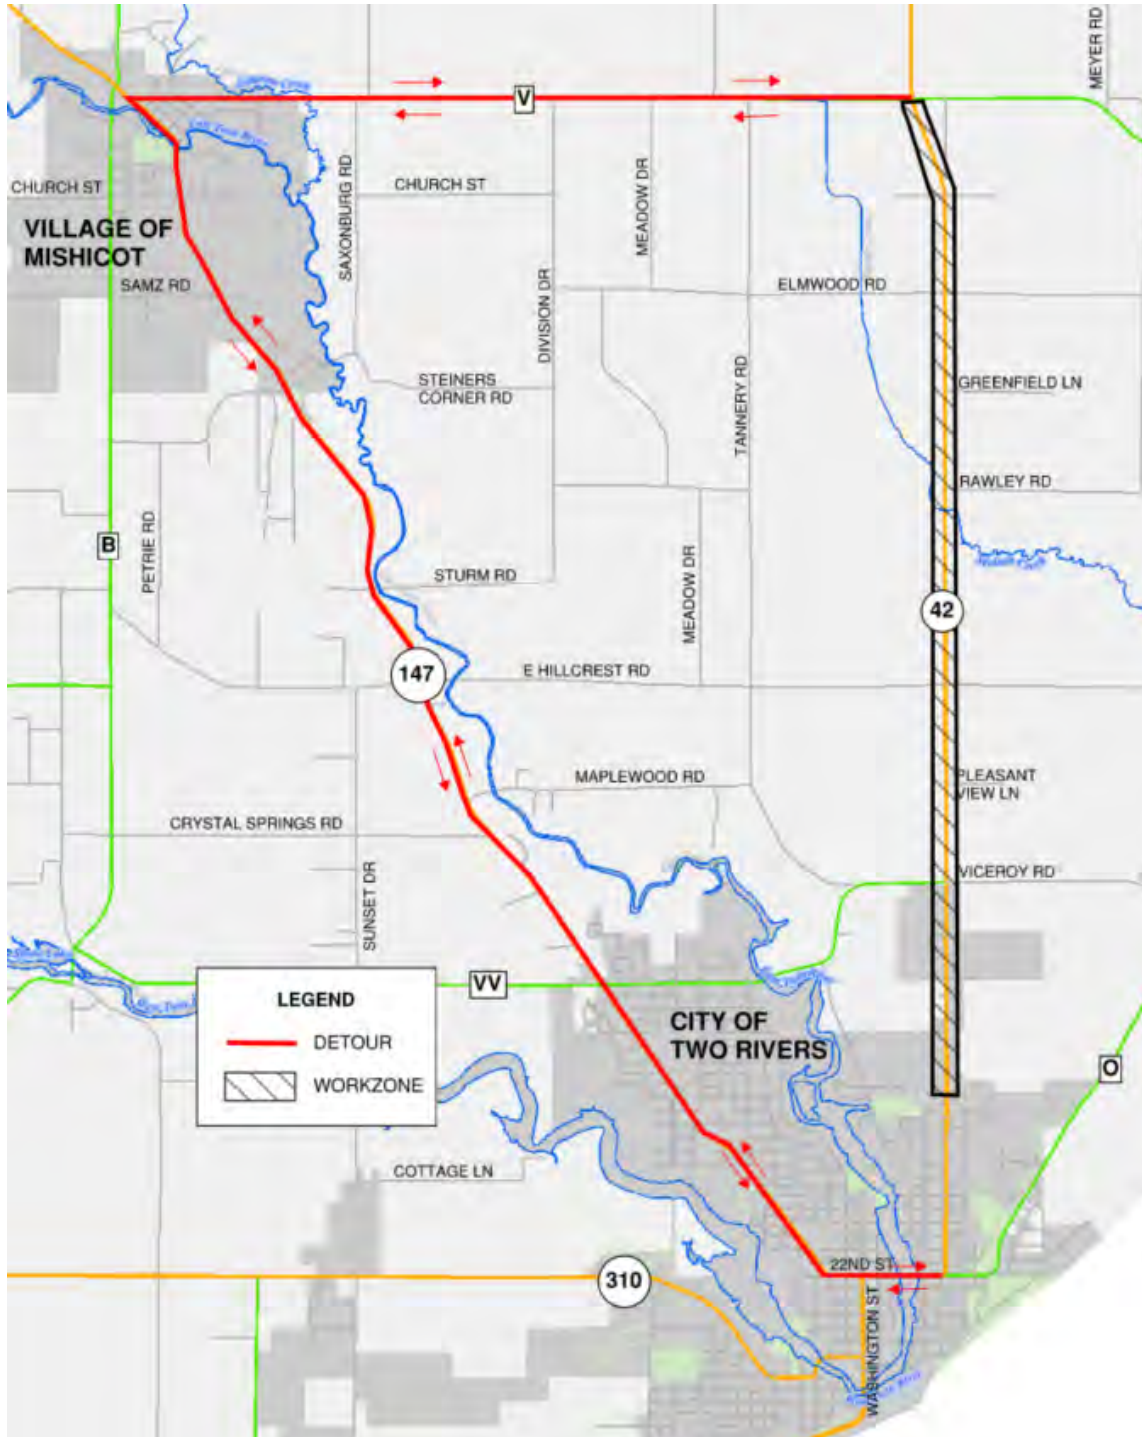 MEYER RD
V
SAXONBURG RD
CHURCH ST
CHURCH ST
MEADOW DR
VILLAGE OF
MISHICOT
SAMZ RD
DIVISION DR
ELMWOOD RD
STEINERS
CORNER RD
TANNERY RD
GREENFIELD LN
RAWLEY RD
B
PETRIE RD
STURM RD
MEADOW DR
42
147
E HILLCREST RD
MAPLEWOOD RD
PLEASANT
VIEW LN
CRYSTAL SPRINGS RD
SUNSET DR
VICEROY RD
VV
LEGEND
DETOUR
WORKZONE
CITY OF
TWO RIVERS
O
COTTAGE LN
22ND ST
310
WASHINGTON ST